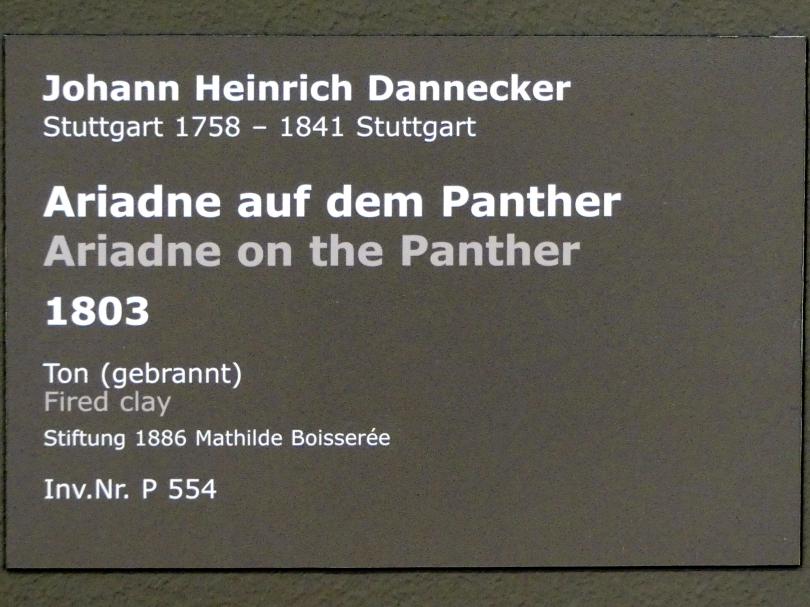 Johann Heinrich Dannecker
Stuttgart 1758 – 1841 Stuttgart
Ariadne auf dem Panther
Ariadne on the Panther
1803
Ton (gebrannt)
Fired clay
Stiftung 1886 Mathilde Boisserée
Inv.Nr. P 554